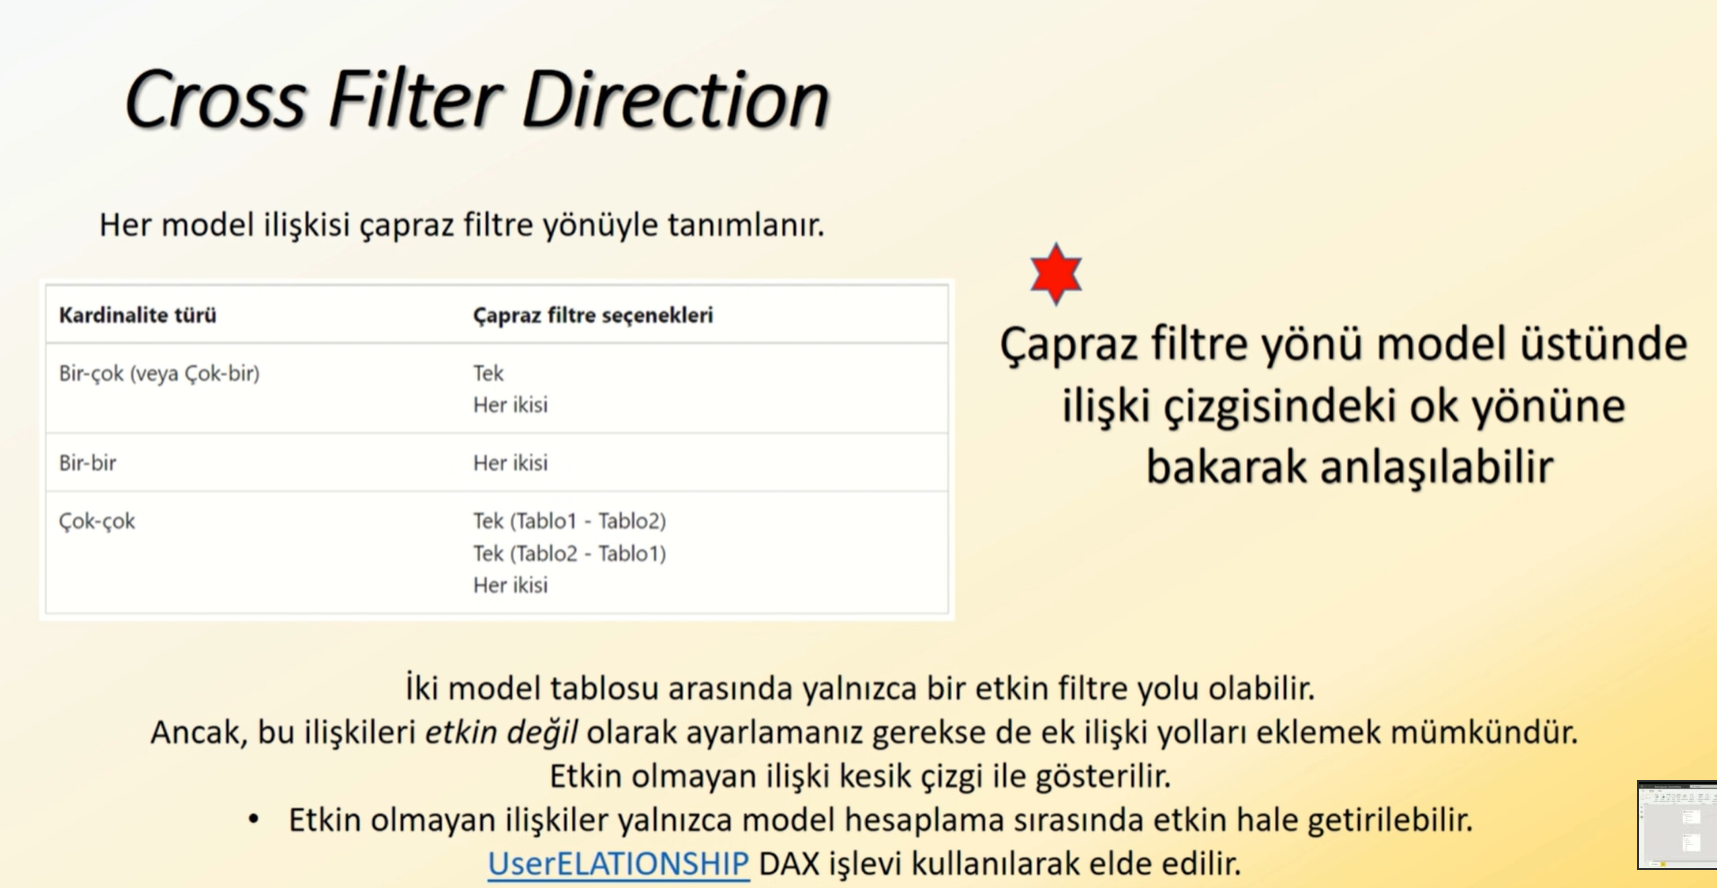 Cross Filter Direction
Her model ilişkisi çapraz filtre yönüyle tanımlanır.
Kardinalite türü Çapraz filtre seçenekleri
Bir-çok (veya Çok-bir) Tek
Her ikisi
Bir-bir Her ikisi
Çok-çok Tek (Tablo1 - Tablo2)
Tek (Tablo2 - Tablo1)
Her ikisi
Çapraz filtre yönü model üstünde
ilişki çizgisindeki ok yönüne
bakarak anlaşılabilir
İki model tablosu arasında yalnızca bir etkin filtre yolu olabilir.
Ancak, bu ilişkileri etkin değil olarak ayarlamanız gerekse de ek ilişki yolları eklemek mümkündür.
Etkin olmayan ilişki kesik çizgi ile gösterilir.
• Etkin olmayan ilişkiler yalnızca model hesaplama sırasında etkin hale getirilebilir.
UserELATIONSHIP DAX işlevi kullanılarak elde edilir.